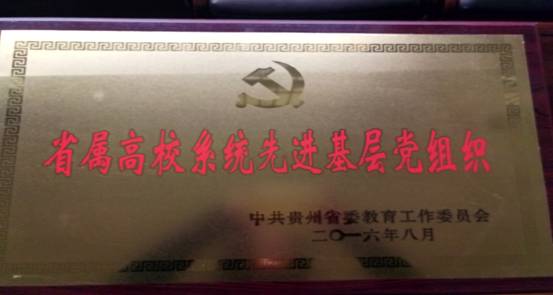 省属高校系统先进基层党组织
中共贵州省委教育工作委员会
二〇一六年八月